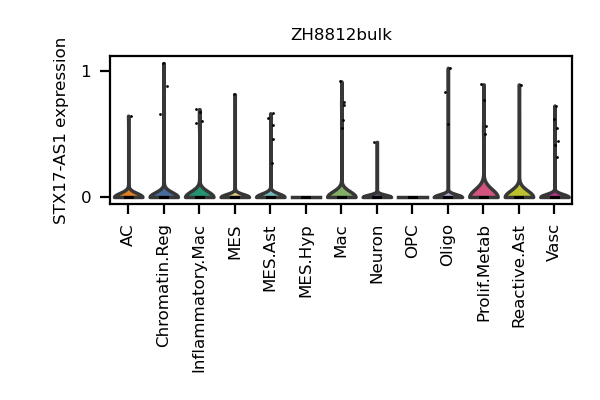 ZH8812bulk
STX17-AS1 expression
1
0
AC
Chromatin.Reg
Inflammatory.Mac
MES
MES.Ast
MES.Hyp
Mac
Neuron
OPC
Oligo
Prolif.Metab
Reactive.Ast
Vasc